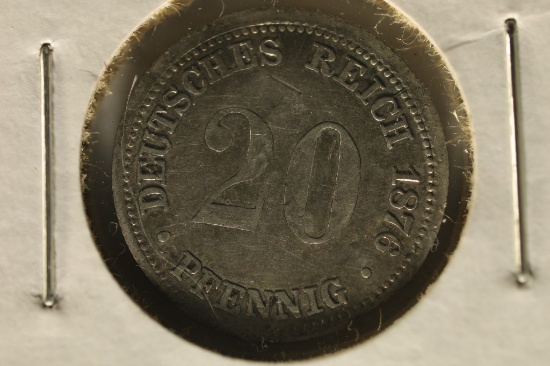 DEUTSCHES REICH 1876
20
· PFENNIG ·